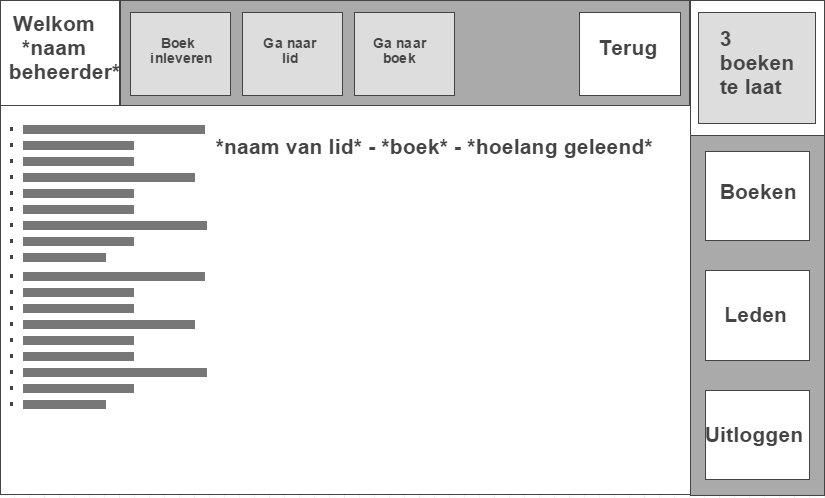 Welkom
*naam
beheerder*
Boek
inleveren
Ga naar
lid
Ga naar
boek
Terug
3
boeken
te laat
*naam van lid* - *boek* - *hoelang geleend*
Boeken
Leden
Uitloggen